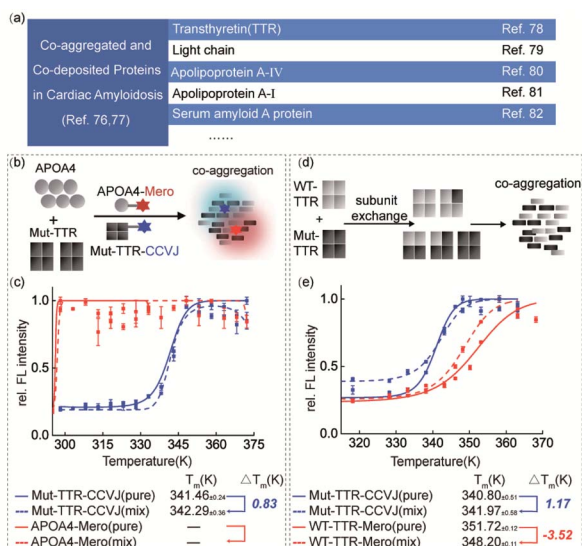 (a)
Co-aggregated and
Co-deposited Proteins
in Cardiac Amyloidosis
(Ref. 76,77)
Transthyretin(TTR) Ref. 78
Light chain Ref. 79
Apolipoprotein A-IV Ref. 80
Apolipoprotein A-I Ref. 81
Serum amyloid A protein Ref. 82
......
(b)
APOA4
+
Mut-TTR
APOA4-Mero
Mut-TTR-CCVJ
co-aggregation
(d)
WT-
TTR
+
Mut-
TTR
subunit
exchange
co-aggregation
(c)
rel. FL intensity
1.0
0.5
0.0
300 315 330 345 360 375
Temperature(K)
Tm(K) △Tm(K)
Mut-TTR-CCVJ(pure) 341.46±0.24
Mut-TTR-CCVJ(mix) 342.29±0.36
0.83
APOA4-Mero(pure) —
APOA4-Mero(mix) —
(e)
rel. FL intensity
1.0
0.5
0.0
320 330 340 350 360 370
Temperature(K)
Tm(K) △Tm(K)
Mut-TTR-CCVJ(pure) 340.80±0.51
Mut-TTR-CCVJ(mix) 341.97±0.58
1.17
WT-TTR-Mero(pure) 351.72±0.12
WT-TTR-Mero(mix) 348.20±0.11
-3.52